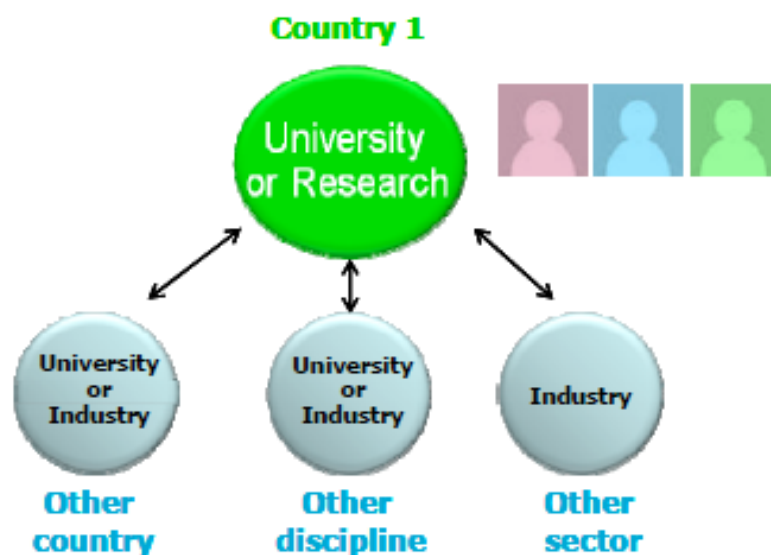 Country 1
University
or Research
University
or
Industry
University
or
Industry
Industry
Other
country
Other
discipline
Other
sector